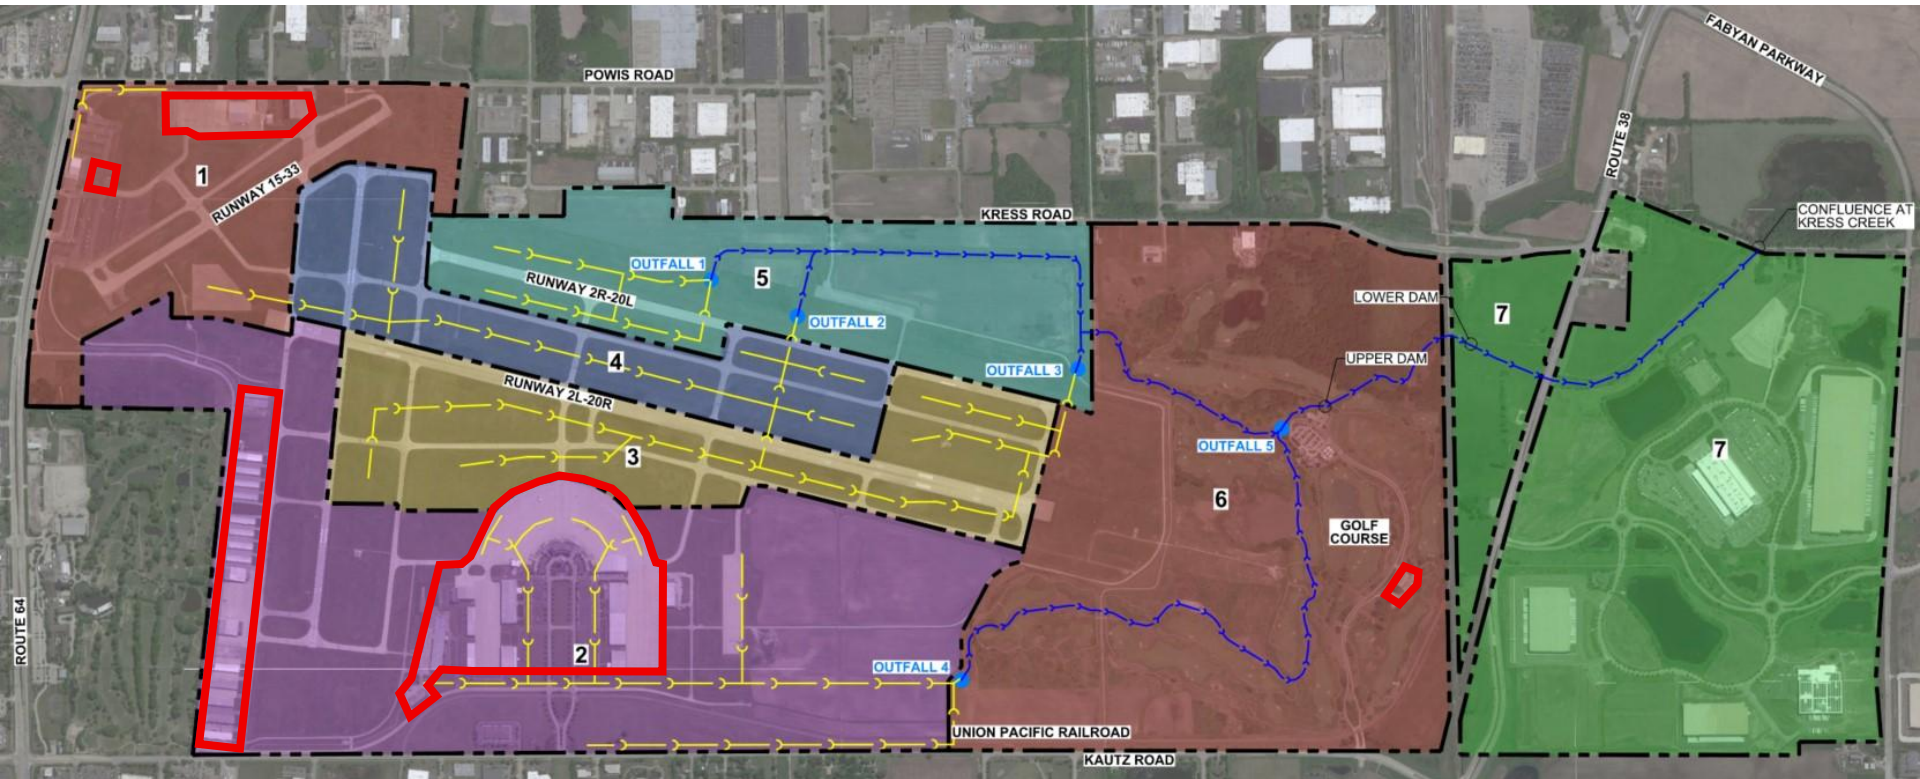 FABYAN PARKWAY
POWIS ROAD
ROUTE 38
1
RUNWAY 15-33
KRESS ROAD
CONFLUENCE AT
KRESS CREEK
OUTFALL 1
5
RUNWAY 2R-20L
LOWER DAM
7
OUTFALL 2
4
UPPER DAM
OUTFALL 3
RUNWAY 2L-20R
3
OUTFALL 5
7
6
GOLF
COURSE
ROUTE 64
2
OUTFALL 4
UNION PACIFIC RAILROAD
KAUTZ ROAD